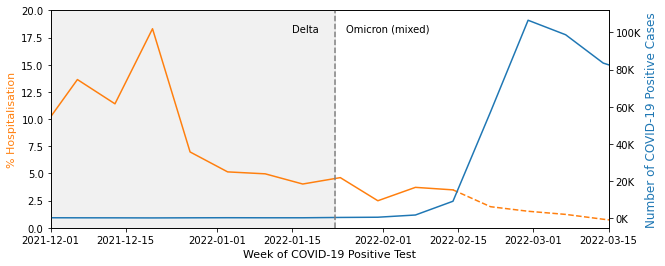 20.0
17.5
15.0
12.5
10.0
7.5
5.0
2.5
0.0
% Hospitalisation
Delta
Omicron (mixed)
100K
80K
60K
40K
20K
0K
Number of COVID-19 Positive Cases
2021-12-01
2021-12-15
2022-01-01
2022-01-15
2022-02-01
2022-02-15
2022-03-01
2022-03-15
Week of COVID-19 Positive Test